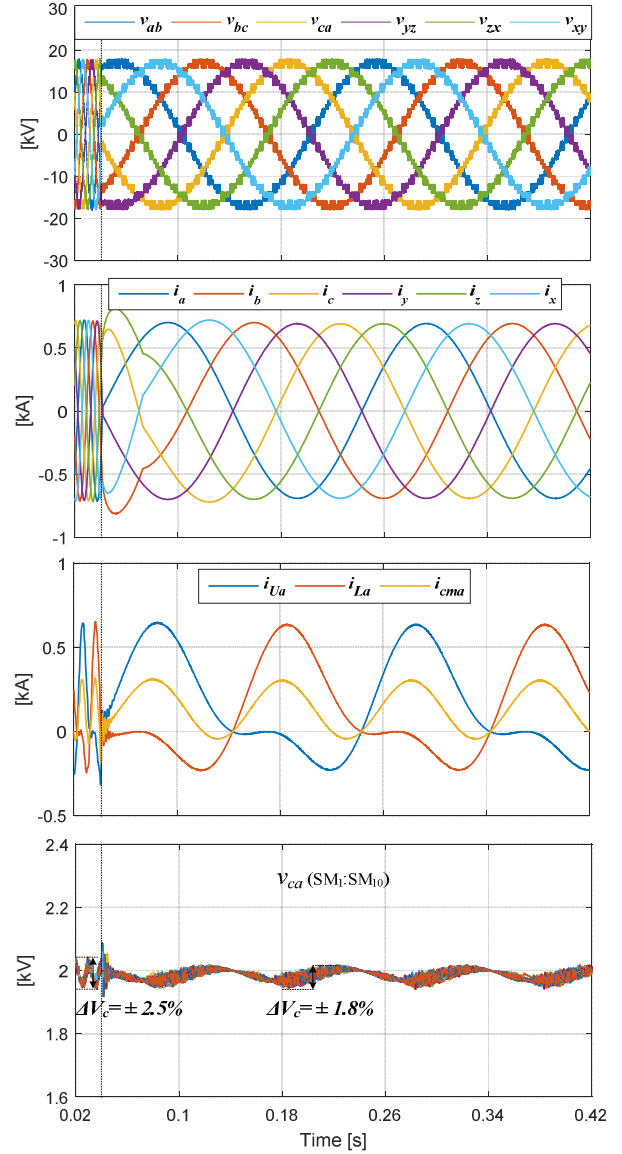 v_ab v_bc v_ca v_yz v_zx v_xy
30
20
10
0
-10
-20
-30
[kV]
i_a i_b i_c i_y i_z i_x
1
0.5
0
-0.5
-1
[kA]
i_Ua i_La i_cma
1
0.5
0
-0.5
[kA]
v_ca (SM1:SM10)
2.4
2.2
2
1.8
1.6
[kV]
ΔV_c= ± 2.5% ΔV_c= ± 1.8%
0.02 0.1 0.18 0.26 0.34 0.42
Time [s]